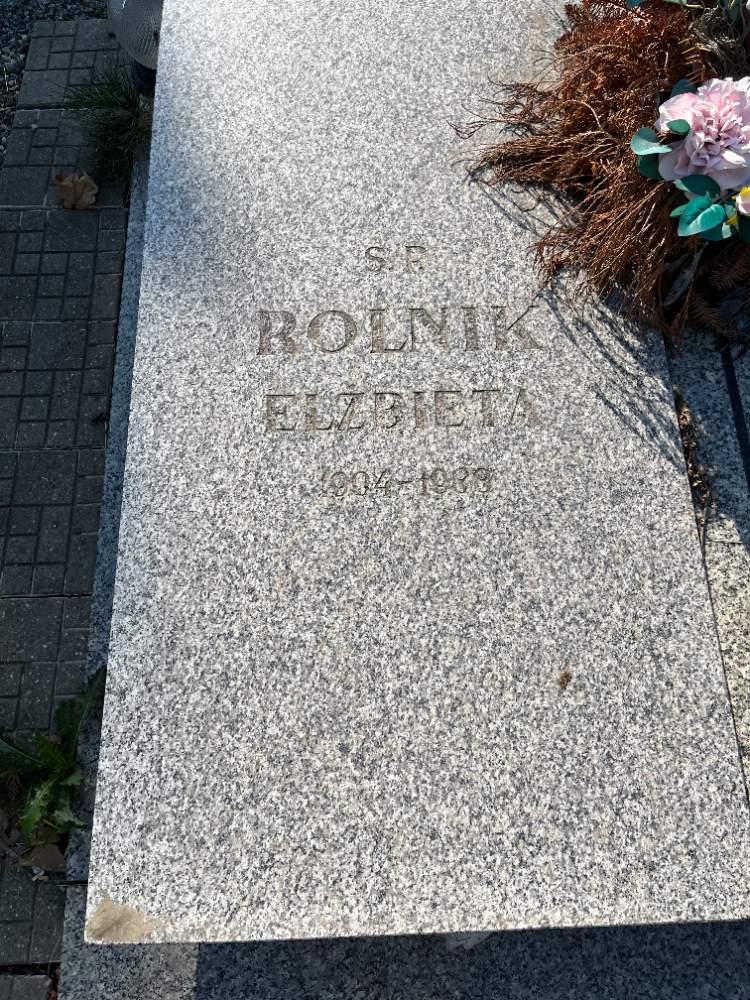 Ś.P.
ROLNIK
ELŻBIETA
1904-1989